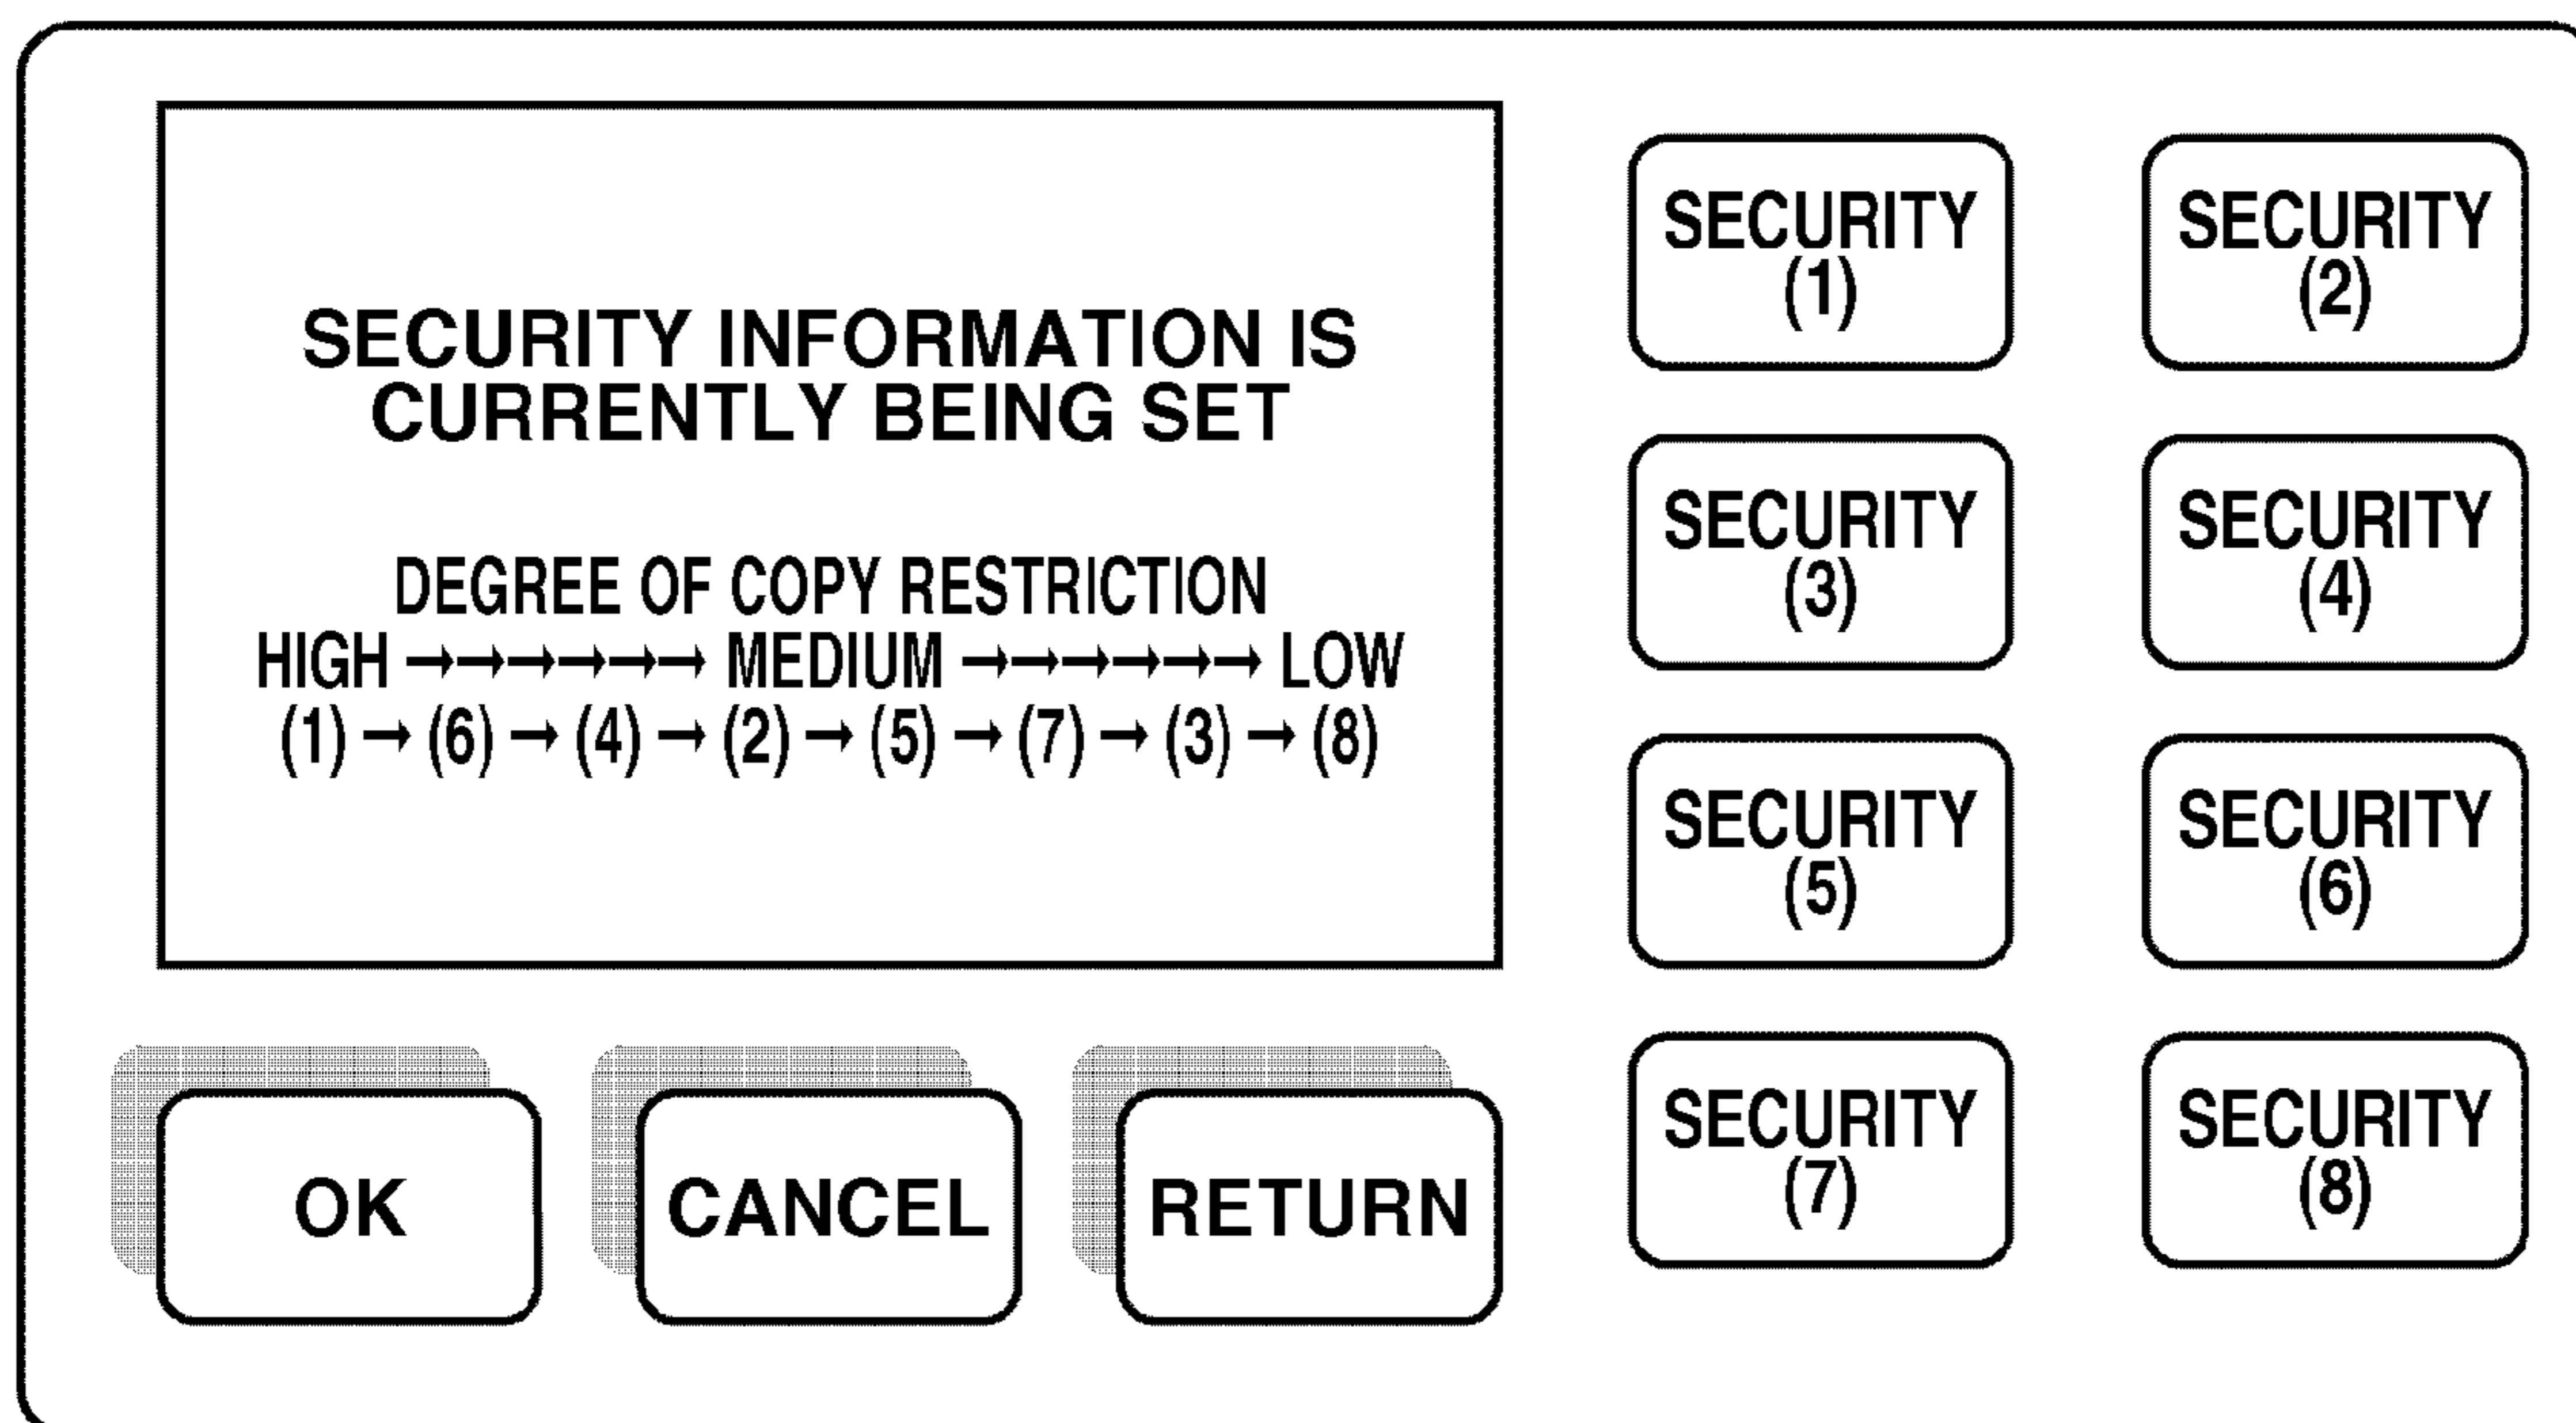 SECURITY INFORMATION IS
CURRENTLY BEING SET
DEGREE OF COPY RESTRICTION
HIGH →→→→→→ MEDIUM →→→→→→ LOW
(1) → (6) → (4) → (2) → (5) → (7) → (3) → (8)
OK
CANCEL
RETURN
SECURITY
(1)
SECURITY
(2)
SECURITY
(3)
SECURITY
(4)
SECURITY
(5)
SECURITY
(6)
SECURITY
(7)
SECURITY
(8)